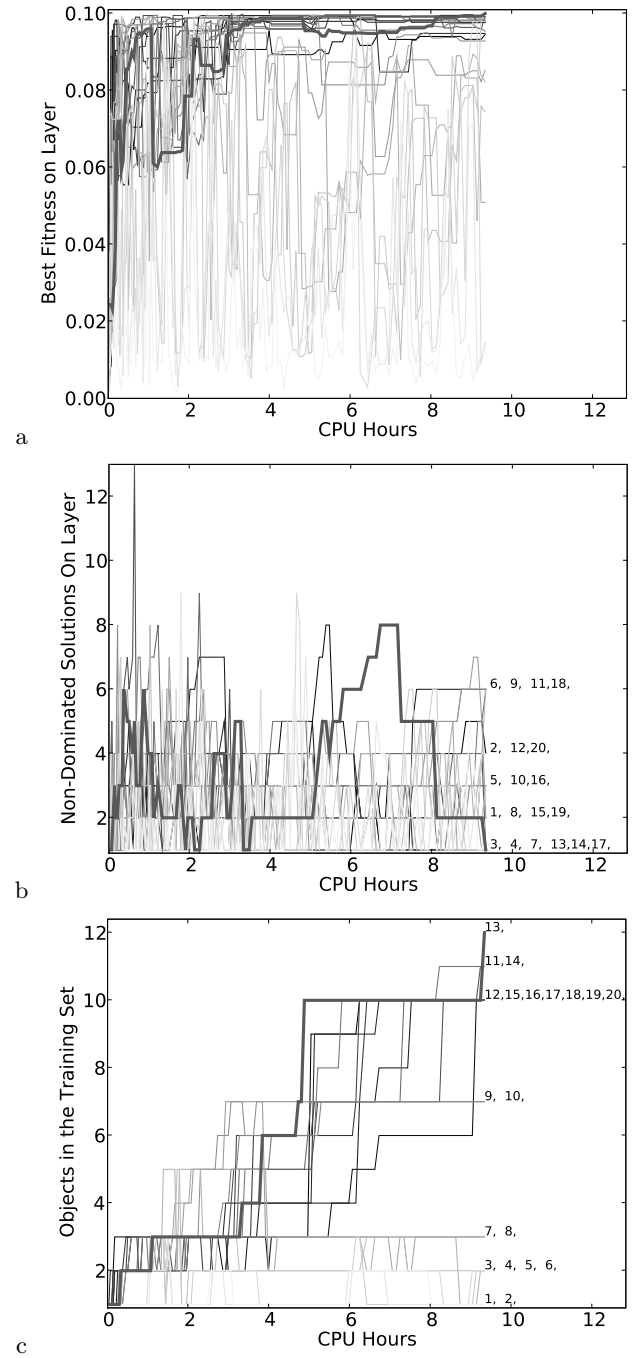 Best Fitness on Layer
0.10
0.08
0.06
0.04
0.02
0.00
0 2 4 6 8 10 12
CPU Hours
a
Non-Dominated Solutions On Layer
12
10
8
6
4
2
6, 9, 11,18,
2, 12,20,
5, 10,16,
1, 8, 15,19,
3, 4, 7, 13,14,17,
0 2 4 6 8 10 12
CPU Hours
b
Objects in the Training Set
12
10
8
6
4
2
13,
11,14,
12,15,16,17,18,19,20,
9, 10,
7, 8,
3, 4, 5, 6,
1, 2,
0 2 4 6 8 10 12
CPU Hours
c